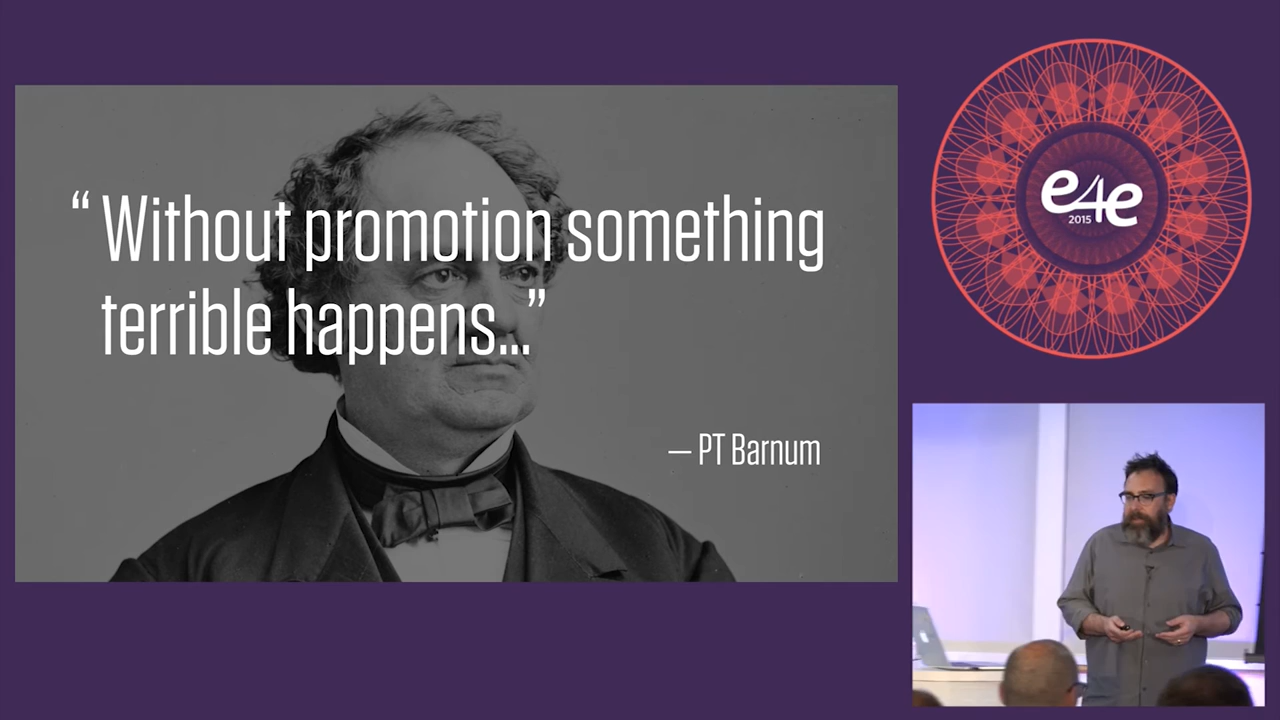 “ Without promotion something
terrible happens...”
— PT Barnum
e4e
2015